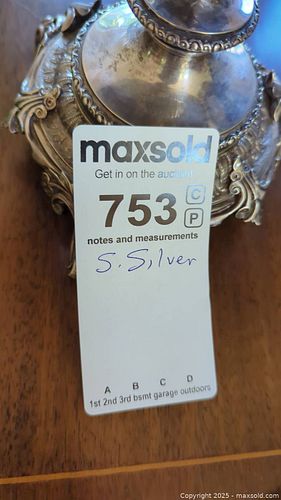 maxsold
Get in on the auction
753 C
P
notes and measurements
S. Silver
A B C D
1st 2nd 3rd bsmt garage outdoors
Copyright 2025 - maxsold.com